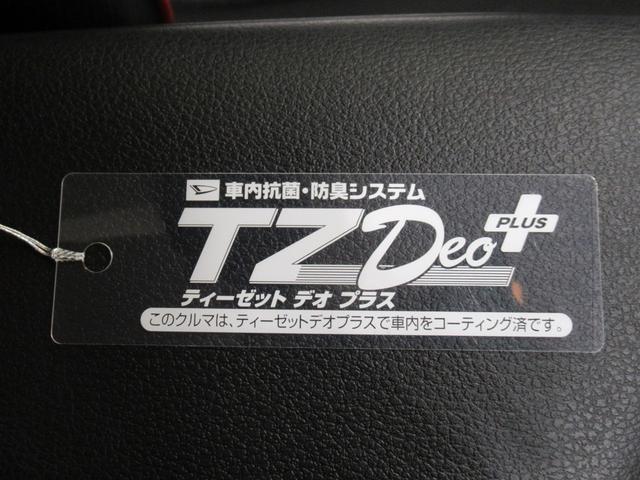 車内抗菌・防臭システム
TZ Deo PLUS
ティーゼット デオ プラス
このクルマは、ティーゼットデオプラスで車内をコーティング済です。